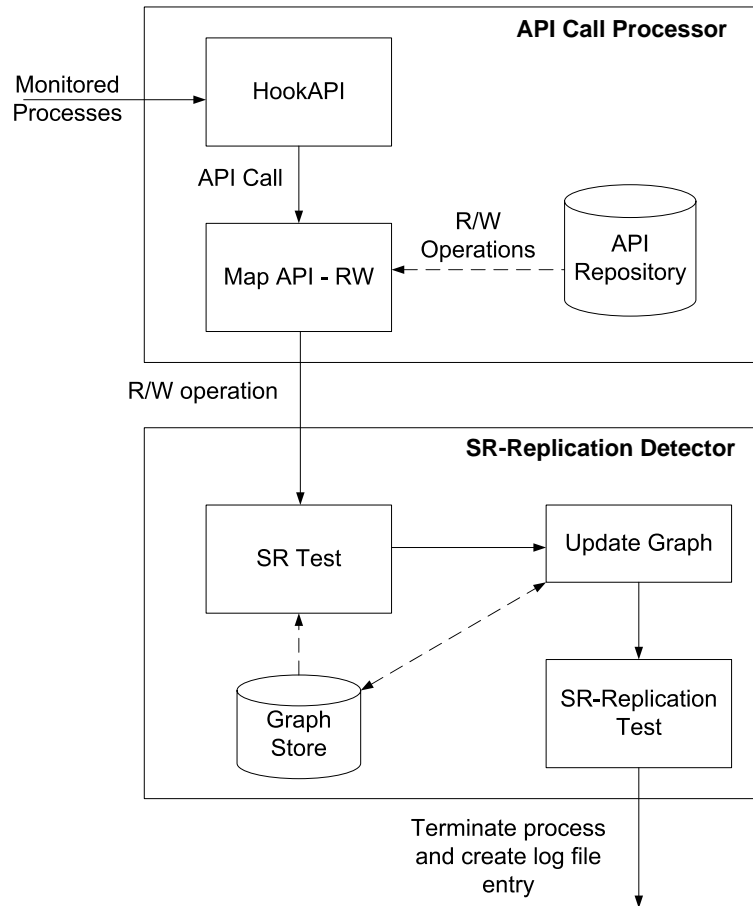 API Call Processor
Monitored
Processes
HookAPI
API Call
R/W
Operations
API
Repository
Map API - RW
R/W operation
SR-Replication Detector
SR Test
Update Graph
Graph
Store
SR-Replication
Test
Terminate process
and create log file
entry